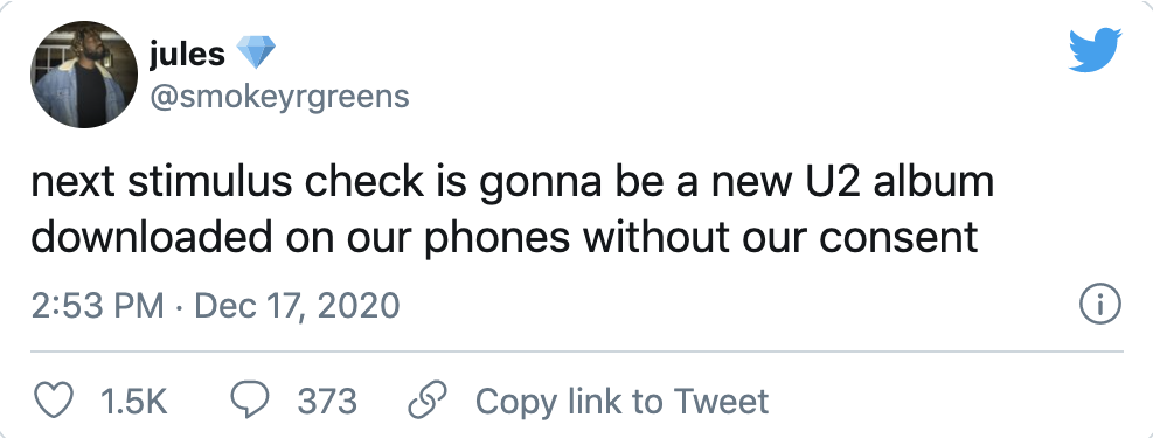 jules 💎
@smokeyrgreens
next stimulus check is gonna be a new U2 album
downloaded on our phones without our consent
2:53 PM · Dec 17, 2020
1.5K 373 Copy link to Tweet